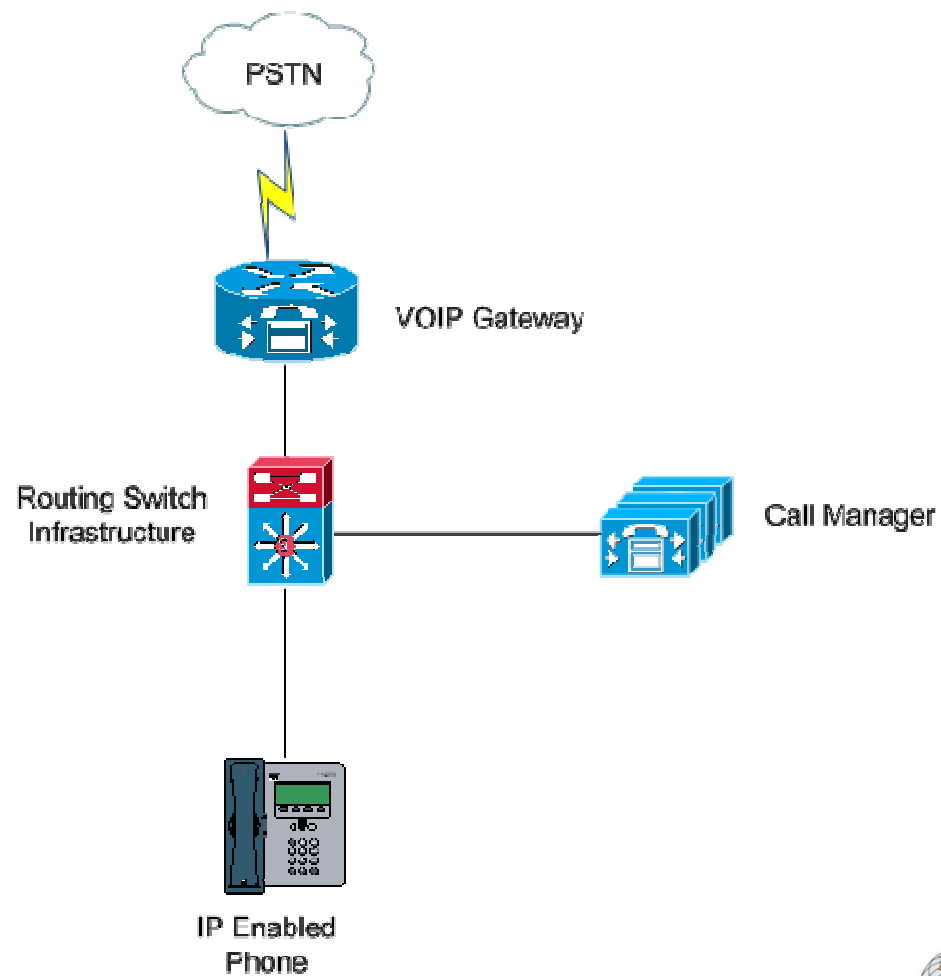 PSTN
VOIP Gateway
Routing Switch
Infrastructure
Call Manager
IP Enabled
Phone